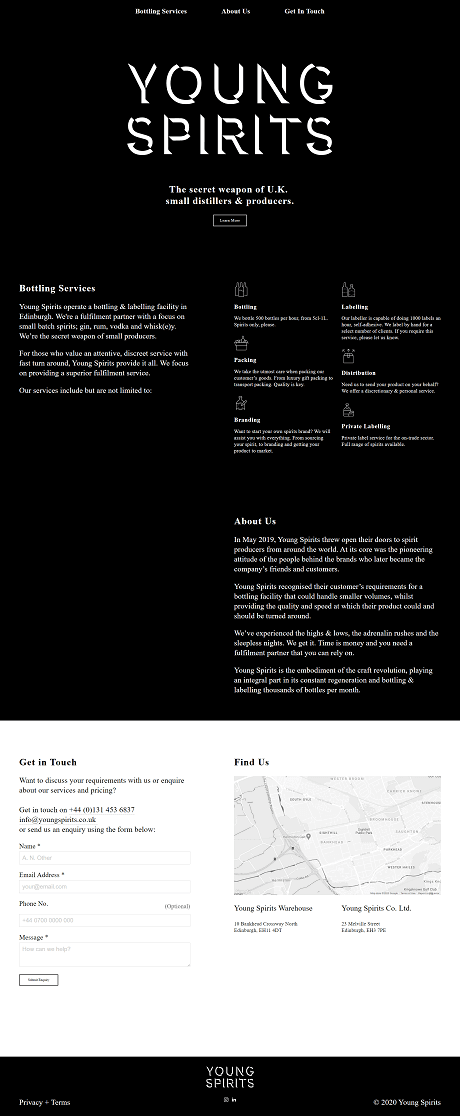 Bottling Services
About Us
Get In Touch
YOUNG
SPIRITS
The secret weapon of U.K.
small distillers & producers.
Learn More
Bottling Services
Young Spirits operate a bottling & labelling facility in
Edinburgh. We're a fulfilment partner with a focus on
small batch spirits; gin, rum, vodka and whisk(e)y.
We're the secret weapon of small producers.
For those who value an attentive, discreet service with
fast turn around, Young Spirits provide it all. We focus
on providing a superior fulfilment service.
Our services include but are not limited to:
Bottling
We bottle 500 bottles per hour, from 5cl-1L.
Spirits only, please.
Labelling
Our labeller is capable of doing 1000 labels an
hour, self-adhesive. We label by hand for a
select number of clients. If you require this
service, please let us know.
Packing
We take the utmost care when packing our
customer's goods. From luxury gift packing to
transport packing. Quality is key.
Distribution
Need us to send your product on your behalf?
We offer a discretionary & personal service.
Branding
Want to start your own spirits brand? We will
assist you with everything. From sourcing
your spirit, to branding and getting your
product to market.
Private Labelling
Private label service for the on-trade sector.
Full range of spirits available.
About Us
In May 2019, Young Spirits threw open their doors to spirit
producers from around the world. At its core was the pioneering
attitude of the people behind the brands who later became the
company's friends and customers.
Young Spirits recognised their customer's requirements for a
bottling facility that could handle smaller volumes, whilst
providing the quality and speed at which their product could and
should be turned around.
We've experienced the highs & lows, the adrenalin rushes and the
sleepless nights. We get it. Time is money and you need a
fulfilment partner that you can rely on.
Young Spirits is the embodiment of the craft revolution, playing
an integral part in its constant regeneration and bottling &
labelling thousands of bottles per month.
Get in Touch
Want to discuss your requirements with us or enquire
about our services and pricing?
Get in touch on +44 (0)131 453 6837
info@youngspirits.co.uk
or send us an enquiry using the form below:
Name *
A. N. Other
Email Address *
your@email.com
Phone No.
(Optional)
+44 0700 0000 000
Message *
How can we help?
Submit Enquiry
Find Us
SOUTH GYLE
SIGHTHILL
BANKHEAD
BROOMHOUSE
SAUGHTON
PARKHEAD
WESTER HAILES
Young Spirits Warehouse
10 Bankhead Crossway North
Edinburgh, EH11 4DT
Young Spirits Co. Ltd.
25 Melville Street
Edinburgh, EH3 7PE
YOUNG
SPIRITS
Privacy + Terms
© 2020 Young Spirits